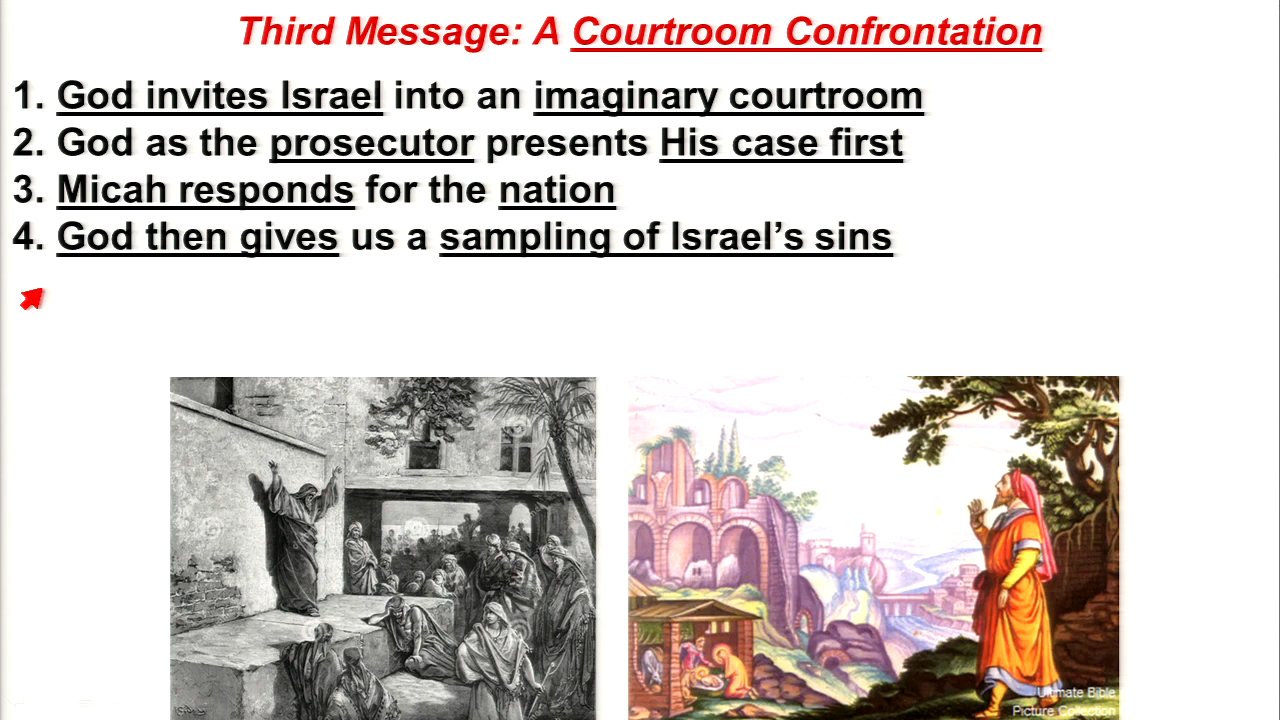 Third Message: A Courtroom Confrontation
1. God invites Israel into an imaginary courtroom
2. God as the prosecutor presents His case first
3. Micah responds for the nation
4. God then gives us a sampling of Israel’s sins
Ultimate Bible
Picture Collection